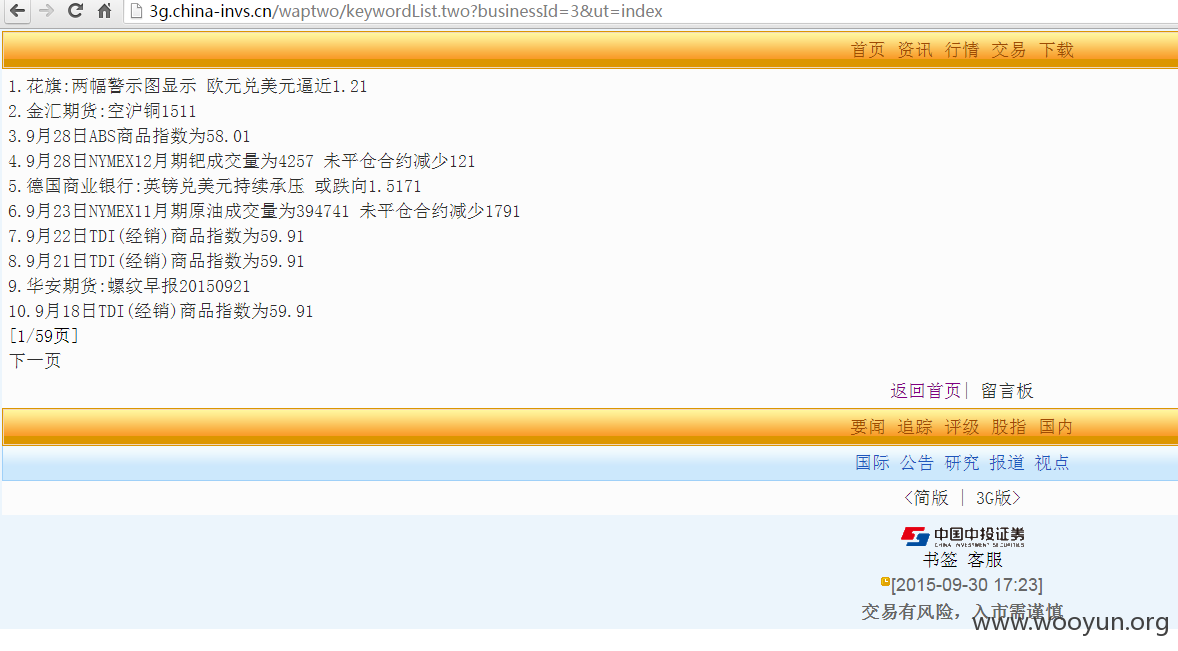 3g.china-invs.cn/waptwo/keywordList.two?businessId=3&ut=index
首页 资讯 行情 交易 下载
1.花旗:两幅警示图显示 欧元兑美元逼近1.21
2.金汇期货:空沪铜1511
3.9月28日ABS商品指数为58.01
4.9月28日NYMEX12月期钯成交量为4257 未平仓合约减少121
5.德国商业银行:英镑兑美元持续承压 或跌向1.5171
6.9月23日NYMEX11月期原油成交量为394741 未平仓合约减少1791
7.9月22日TDI(经销)商品指数为59.91
8.9月21日TDI(经销)商品指数为59.91
9.华安期货:螺纹早报20150921
10.9月18日TDI(经销)商品指数为59.91
[1/59页]
下一页
返回首页| 留言板
要闻 追踪 评级 股指 国内
国际 公告 研究 报道 视点
<简版 | 3G版>
中国中投证券
CHINA INVESTMENT SECURITIES
书签 客服
[2015-09-30 17:23]
交易有风险，入市需谨慎
www.wooyun.org